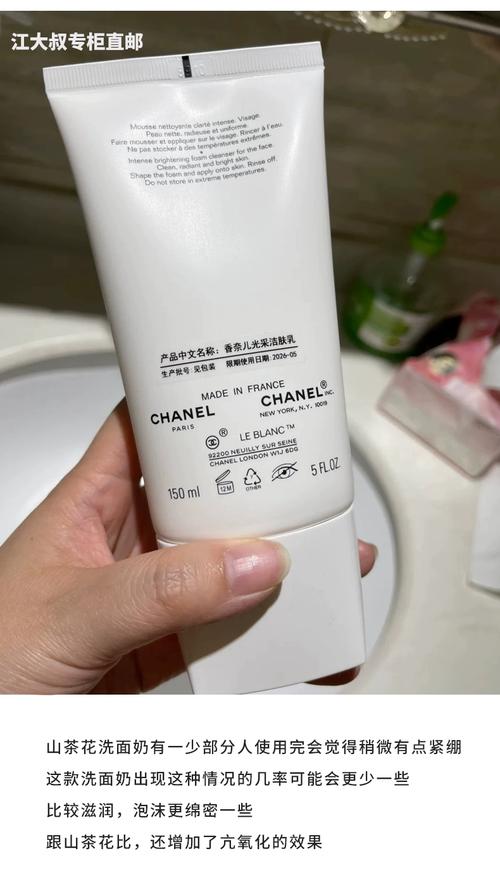 江大叔专柜直邮
Mousse nettoyante clarté intense. Visage.
Peau nette, radieuse et uniforme.
Faire mousser et appliquer sur le visage. Rincer à l'eau.
Ne pas stocker à des températures extrêmes.
Intense brightening foam cleanser for the face.
Clean, radiant and bright skin.
Shape the foam and apply onto skin. Rinse off.
Do not store in extreme temperatures.
产品中文名称：香奈儿光采洁肤乳
生产批号：见包装 限期使用日期：2026-05
MADE IN FRANCE
CHANEL
PARIS
CHANEL® INC.
NEW YORK, N.Y. 10019
®
LE BLANC™
92200 NEUILLY SUR SEINE
CHANEL LONDON W1J 6DG
150 ml
12M
OTHER
5 FL.OZ
山茶花洗面奶有一少部分人使用完会觉得稍微有点紧绷
这款洗面奶出现这种情况的几率可能会更少一些
比较滋润，泡沫更绵密一些
跟山茶花比，还增加了亢氧化的效果